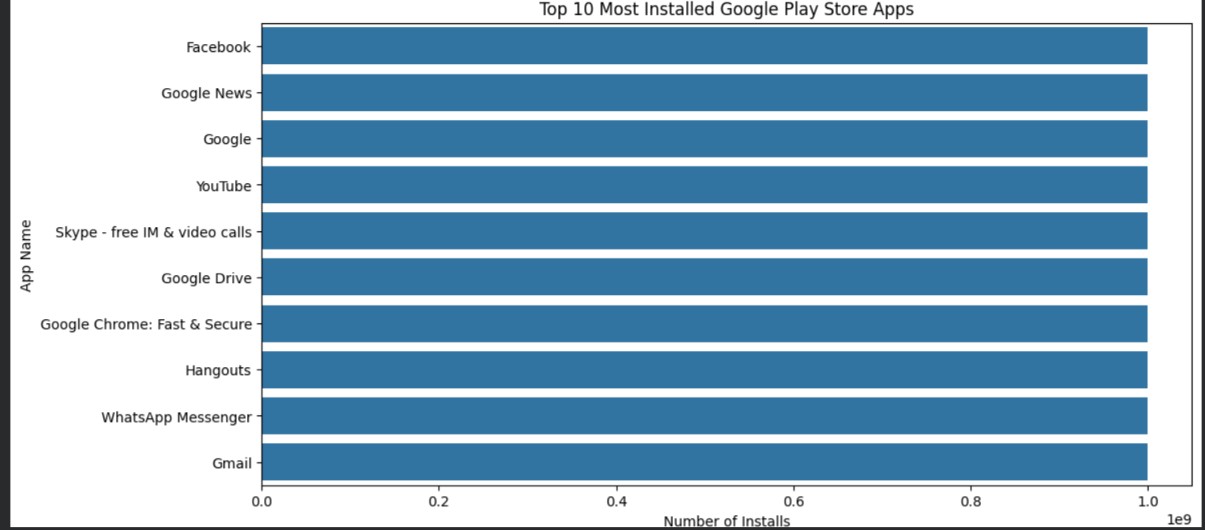 Top 10 Most Installed Google Play Store Apps
App Name
Facebook
Google News
Google
YouTube
Skype - free IM & video calls
Google Drive
Google Chrome: Fast & Secure
Hangouts
WhatsApp Messenger
Gmail
0.0 0.2 0.4 0.6 0.8 1.0
1e9
Number of Installs